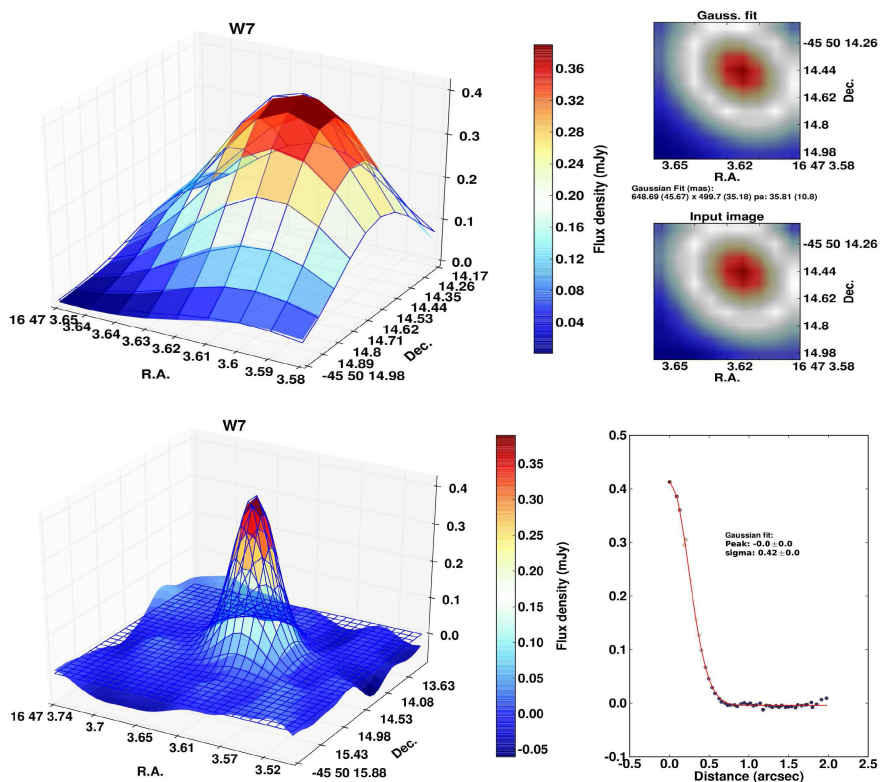 W7
0.4
0.3
0.2
0.1
0.0
14.17
14.26
14.35
14.44
14.53
14.62
14.71
14.8
14.89
-45 50 14.98
Dec.
16 47 3.65
3.64
3.64
3.63
3.62
3.61
3.6
3.59
3.58
R.A.
0.36
0.32
0.28
0.24
0.20
0.16
0.12
0.08
0.04
Flux density (mJy)
Gauss. fit
-45 50 14.26
14.44
14.62
14.8
14.98
Dec.
3.65
3.62
16 47 3.58
R.A.
Gaussian Fit (mas):
648.69 (45.67) x 499.7 (35.18) pa: 35.81 (10.8)
Input image
-45 50 14.26
14.44
14.62
14.8
14.98
Dec.
3.65
3.62
16 47 3.58
R.A.
W7
0.4
0.3
0.2
0.1
0.0
13.63
14.08
14.53
14.98
15.43
-45 50 15.88
Dec.
16 47 3.74
3.7
3.65
3.61
3.57
3.52
R.A.
0.35
0.30
0.25
0.20
0.15
0.10
0.05
0.00
-0.05
Flux density (mJy)
0.5
0.4
0.3
0.2
0.1
0.0
-0.1
Gaussian fit:
Peak: -0.0±0.0
sigma: 0.42±0.0
-0.5
0.0
0.5
1.0
1.5
2.0
2.5
Distance (arcsec)